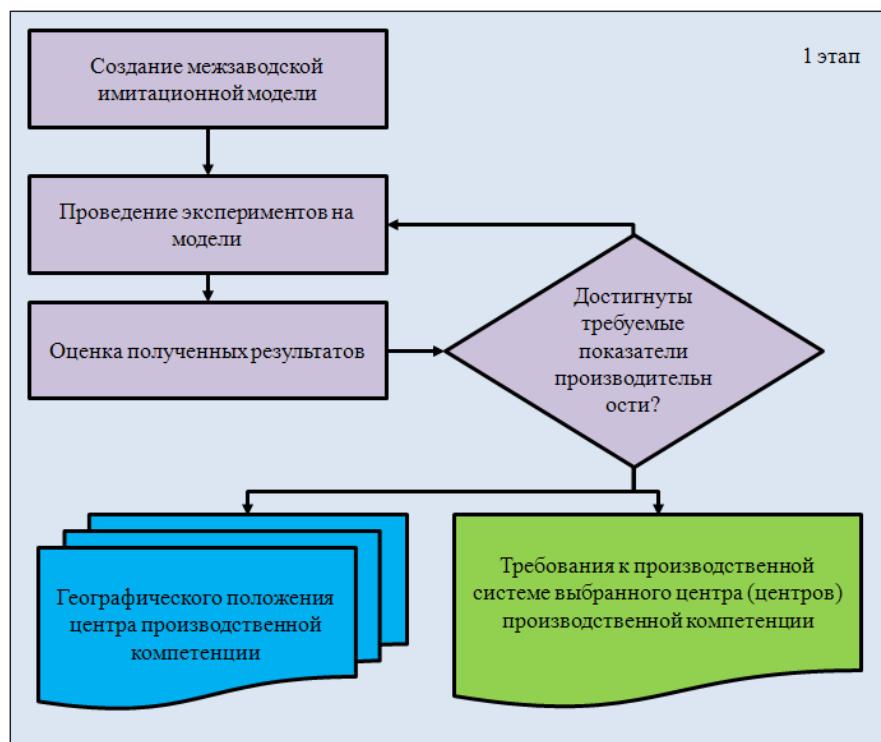 Создание межзаводской
имитационной модели
1 этап
Проведение экспериментов на
модели
Оценка полученных результатов
Достигнуты
требуемые
показатели
производительн
ости?
Географического положения
центра производственной
компетенции
Требования к производственной
системе выбранного центра (центров)
производственной компетенции